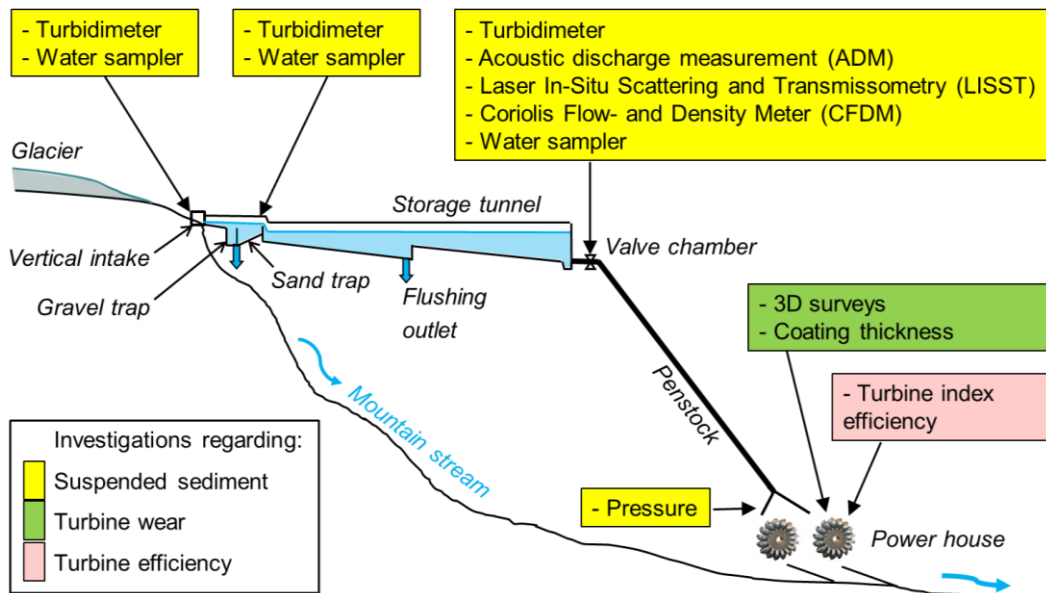 - Turbidimeter
- Water sampler
- Turbidimeter
- Water sampler
- Turbidimeter
- Acoustic discharge measurement (ADM)
- Laser In-Situ Scattering and Transmissometry (LISST)
- Coriolis Flow- and Density Meter (CFDM)
- Water sampler
Glacier
Storage tunnel
Valve chamber
Vertical intake
Sand trap
Gravel trap
Flushing
outlet
- 3D surveys
- Coating thickness
Penstock
- Turbine index
efficiency
Mountain stream
Investigations regarding:
Suspended sediment
Turbine wear
Turbine efficiency
- Pressure
Power house